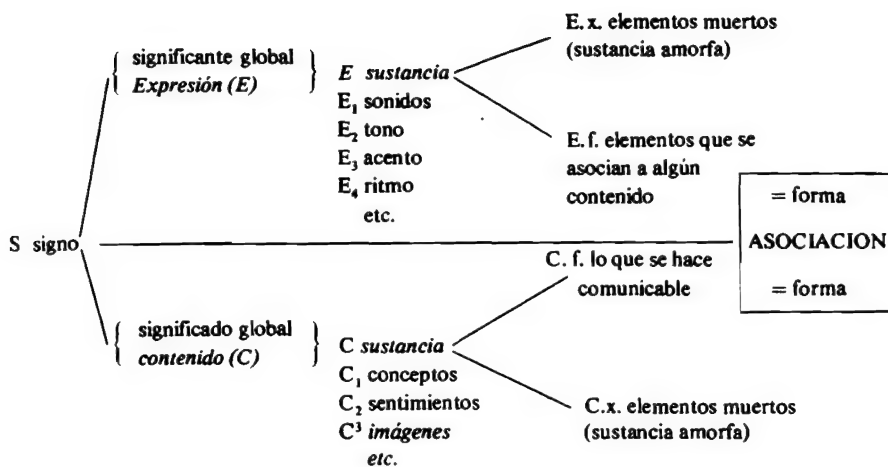 E. x. elementos muertos
(sustancia amorfa)
significante global
Expresión (E)
E sustancia
E₁ sonidos
E₂ tono
E₃ acento
E₄ ritmo
etc.
E. f. elementos que se
asocian a algún
contenido
S signo
= forma
ASOCIACION
= forma
C. f. lo que se hace
comunicable
significado global
contenido (C)
C sustancia
C₁ conceptos
C₂ sentimientos
C³ imágenes
etc.
C.x. elementos muertos
(sustancia amorfa)